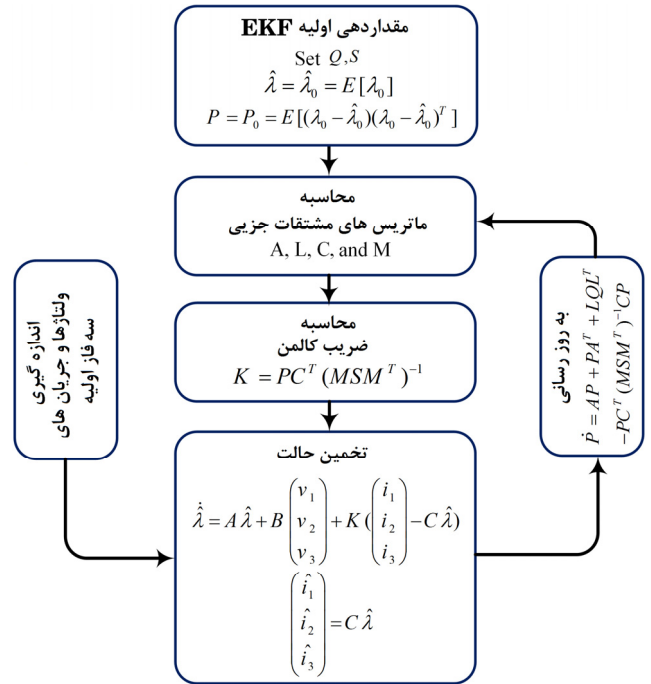 مقداردهی اولیه EKF
Set Q,S
λ̂ = λ̂₀ = E[λ₀]
P = P₀ = E[(λ₀ − λ̂₀)(λ₀ − λ̂₀)ᵀ]
محاسبه
ماتریس های مشتقات جزیی
A, L, C, and M
محاسبه
ضریب کالمن
K = PCᵀ(MSMᵀ)⁻¹
اندازه گیری
ولتاژها و جریان های
سه فاز اولیه
تخمین حالت
λ̂̇ = Aλ̂ + B(v₁ v₂ v₃) + K((i₁ i₂ i₃) − Cλ̂)
(î₁ î₂ î₃) = Cλ̂
به روز رسانی
Ṗ = AP + PAᵀ + LQLᵀ
−PCᵀ(MSMᵀ)⁻¹CP